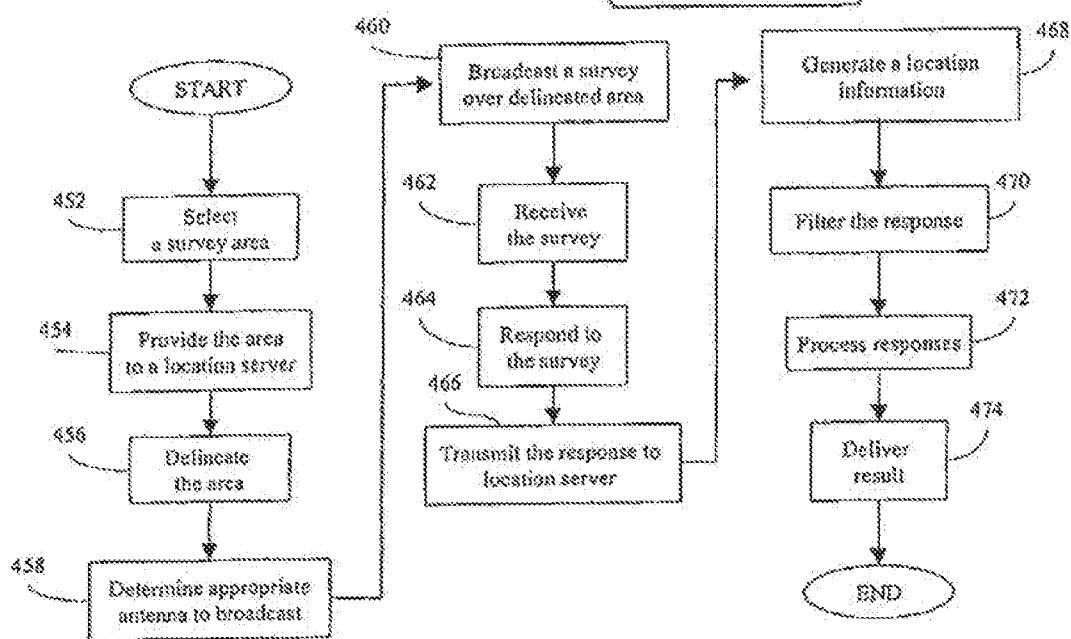 START
452
Select
a survey area
454
Provide the area
to a location server
456
Delineate
the area
458
Determine appropriate
antenna to broadcast
460
Broadcast a survey
over delineated area
462
Receive
the survey
464
Respond to
the survey
466
Transmit the response to
location server
468
Generate a location
information
470
Filter the response
472
Process responses
474
Deliver
result
END